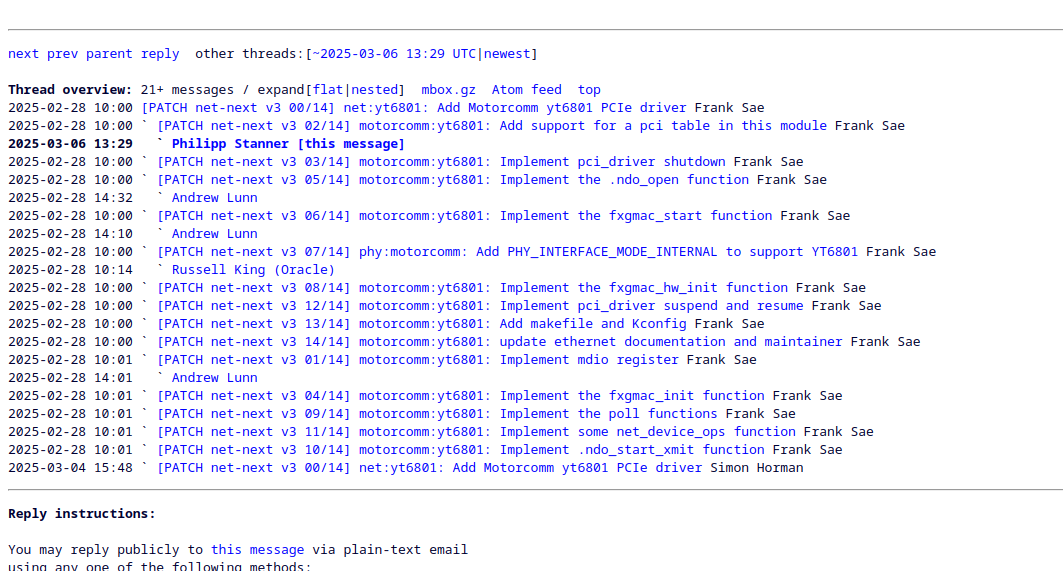 next prev parent reply  other threads:[~2025-03-06 13:29 UTC|newest]
Thread overview: 21+ messages / expand[flat|nested]  mbox.gz  Atom feed  top
2025-02-28 10:00 [PATCH net-next v3 00/14] net:yt6801: Add Motorcomm yt6801 PCIe driver Frank Sae
2025-02-28 10:00 ` [PATCH net-next v3 02/14] motorcomm:yt6801: Add support for a pci table in this module Frank Sae
2025-03-06 13:29   ` Philipp Stanner [this message]
2025-02-28 10:00 ` [PATCH net-next v3 03/14] motorcomm:yt6801: Implement pci_driver shutdown Frank Sae
2025-02-28 10:00 ` [PATCH net-next v3 05/14] motorcomm:yt6801: Implement the .ndo_open function Frank Sae
2025-02-28 14:32   ` Andrew Lunn
2025-02-28 10:00 ` [PATCH net-next v3 06/14] motorcomm:yt6801: Implement the fxgmac_start function Frank Sae
2025-02-28 14:10   ` Andrew Lunn
2025-02-28 10:00 ` [PATCH net-next v3 07/14] phy:motorcomm: Add PHY_INTERFACE_MODE_INTERNAL to support YT6801 Frank Sae
2025-02-28 10:14   ` Russell King (Oracle)
2025-02-28 10:00 ` [PATCH net-next v3 08/14] motorcomm:yt6801: Implement the fxgmac_hw_init function Frank Sae
2025-02-28 10:00 ` [PATCH net-next v3 12/14] motorcomm:yt6801: Implement pci_driver suspend and resume Frank Sae
2025-02-28 10:00 ` [PATCH net-next v3 13/14] motorcomm:yt6801: Add makefile and Kconfig Frank Sae
2025-02-28 10:00 ` [PATCH net-next v3 14/14] motorcomm:yt6801: update ethernet documentation and maintainer Frank Sae
2025-02-28 10:01 ` [PATCH net-next v3 01/14] motorcomm:yt6801: Implement mdio register Frank Sae
2025-02-28 14:01   ` Andrew Lunn
2025-02-28 10:01 ` [PATCH net-next v3 04/14] motorcomm:yt6801: Implement the fxgmac_init function Frank Sae
2025-02-28 10:01 ` [PATCH net-next v3 09/14] motorcomm:yt6801: Implement the poll functions Frank Sae
2025-02-28 10:01 ` [PATCH net-next v3 11/14] motorcomm:yt6801: Implement some net_device_ops function Frank Sae
2025-02-28 10:01 ` [PATCH net-next v3 10/14] motorcomm:yt6801: Implement .ndo_start_xmit function Frank Sae
2025-03-04 15:48 ` [PATCH net-next v3 00/14] net:yt6801: Add Motorcomm yt6801 PCIe driver Simon Horman
Reply instructions:
You may reply publicly to this message via plain-text email
using any one of the following methods: